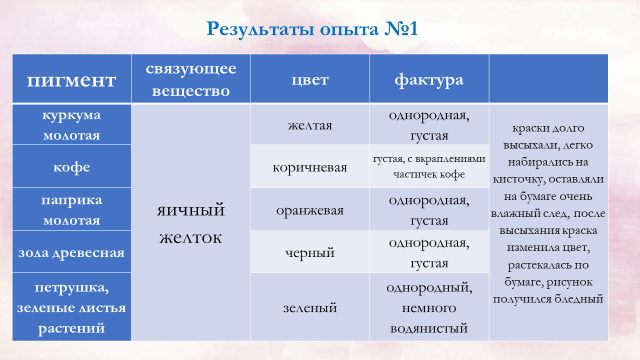 Результаты опыта №1
вывод
пигмент
связующее
вещество
цвет
фактура
куркума
молотая
яичный
желток
желтая
однородная,
густая
краски долго
высыхали, легко
набирались на
кисточку, оставляли
на бумаге очень
влажный след, после
высыхания краска
изменила цвет,
растекалась по
бумаге, рисунок
получился бледный
кофе
коричневая
густая, с вкраплениями
частичек кофе
паприка
молотая
оранжевая
однородная,
густая
зола древесная
черный
однородная,
густая
петрушка,
зеленые листья
растений
зеленый
однородный,
немного
водянистый